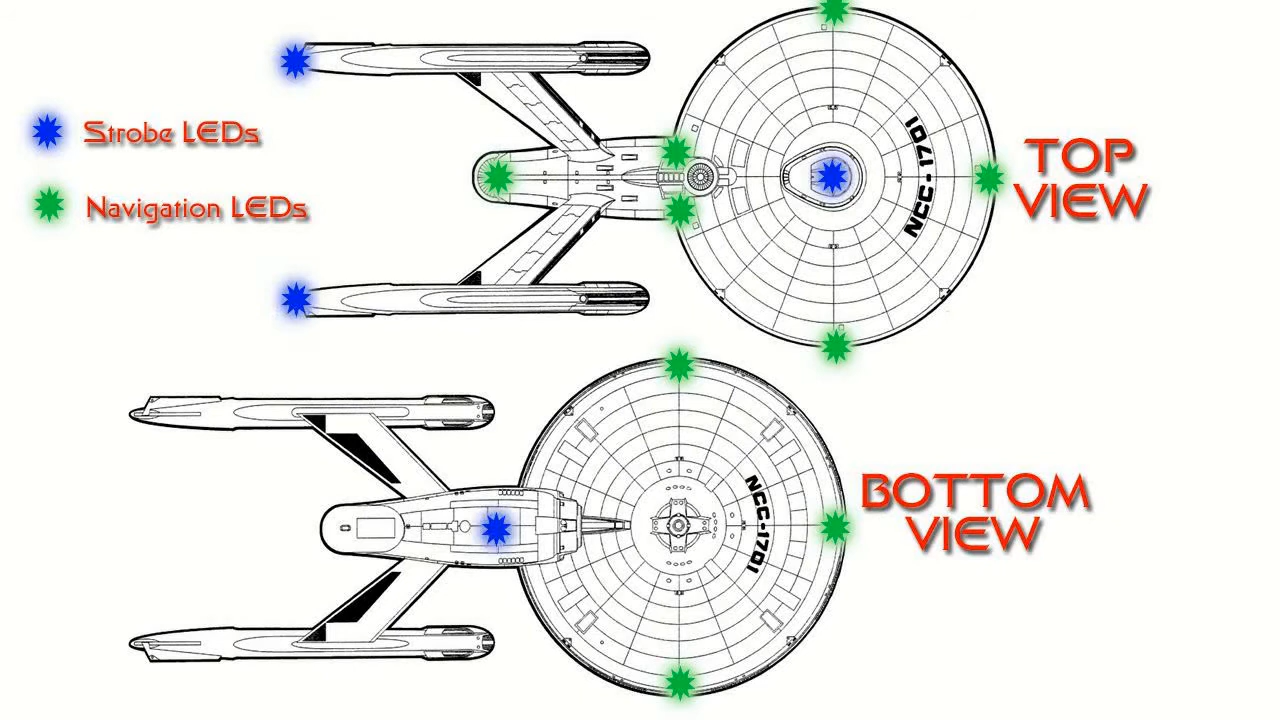 Strobe LEDs
Navigation LEDs
NCC-1701
TOP
VIEW
NCC-1701
BOTTOM
VIEW